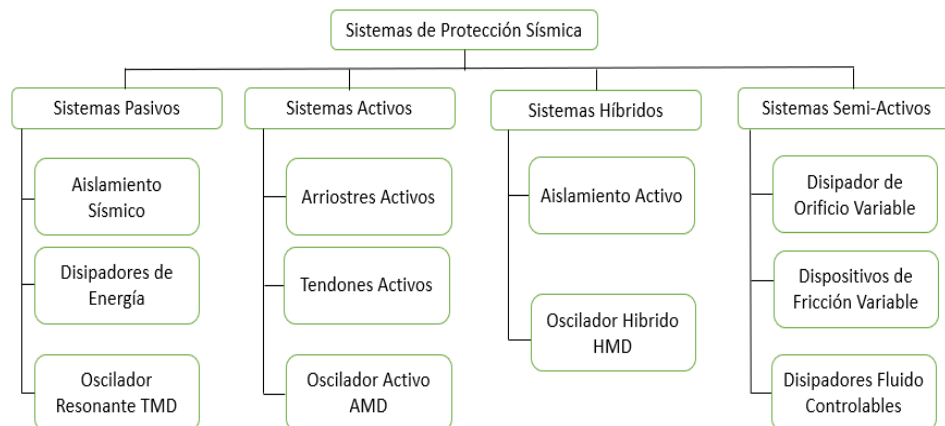 Sistemas de Protección Sísmica
Sistemas Pasivos
Aislamiento
Sísmico
Disipadores de
Energía
Oscilador
Resonante TMD
Sistemas Activos
Arriostres Activos
Tendones Activos
Oscilador Activo
AMD
Sistemas Híbridos
Aislamiento Activo
Oscilador Hibrido
HMD
Sistemas Semi-Activos
Disipador de
Orificio Variable
Dispositivos de
Fricción Variable
Disipadores Fluido
Controlables